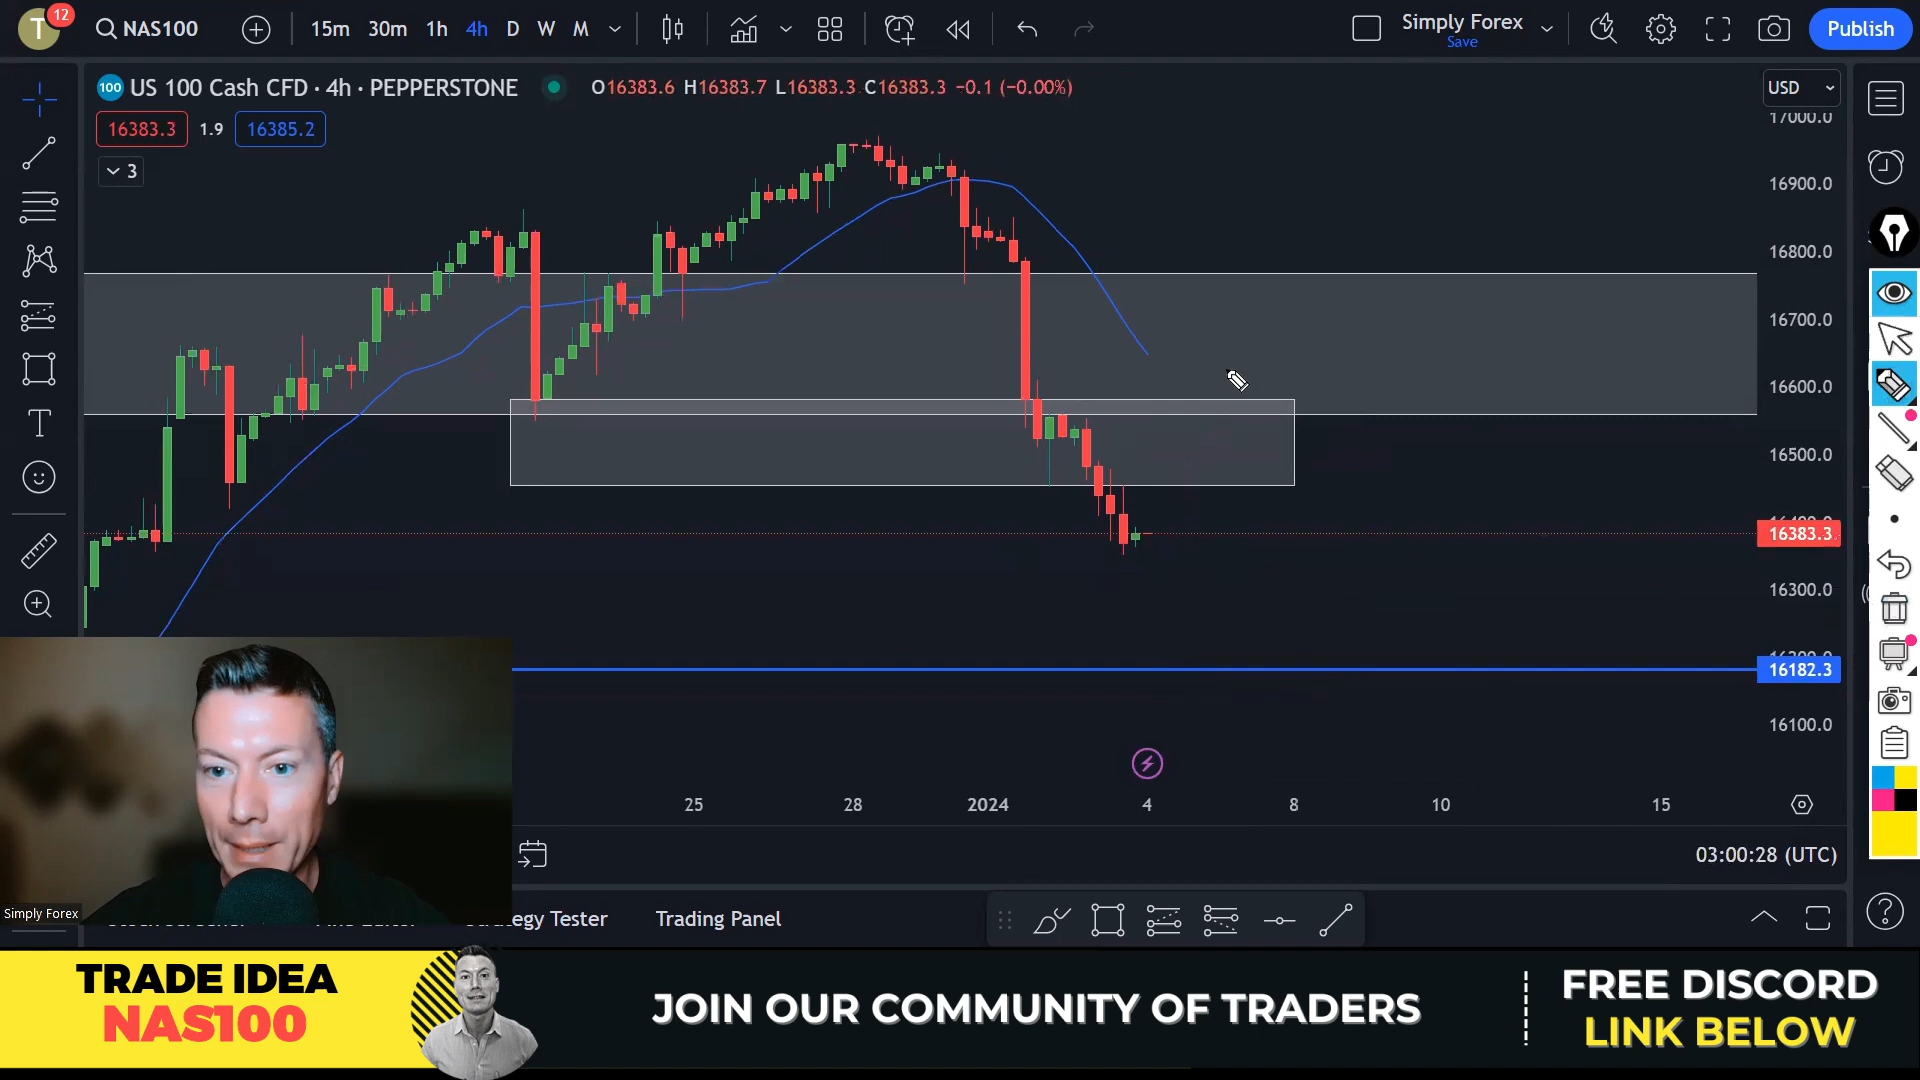 T
12
NAS100
15m 30m 1h 4h D W M
Simply Forex
Save
Publish
100 US 100 Cash CFD · 4h · PEPPERSTONE
O16383.6 H16383.7 L16383.3 C16383.3 −0.1 (−0.00%)
USD
16383.3 1.9 16385.2
3
17000.0
16900.0
16800.0
16700.0
16600.0
16500.0
16383.3
16300.0
16182.3
16100.0
25 28 2024 4 8 10 15
03:00:28 (UTC)
Simply Forex
egy Tester
Trading Panel
TRADE IDEA
NAS100
JOIN OUR COMMUNITY OF TRADERS
FREE DISCORD
LINK BELOW